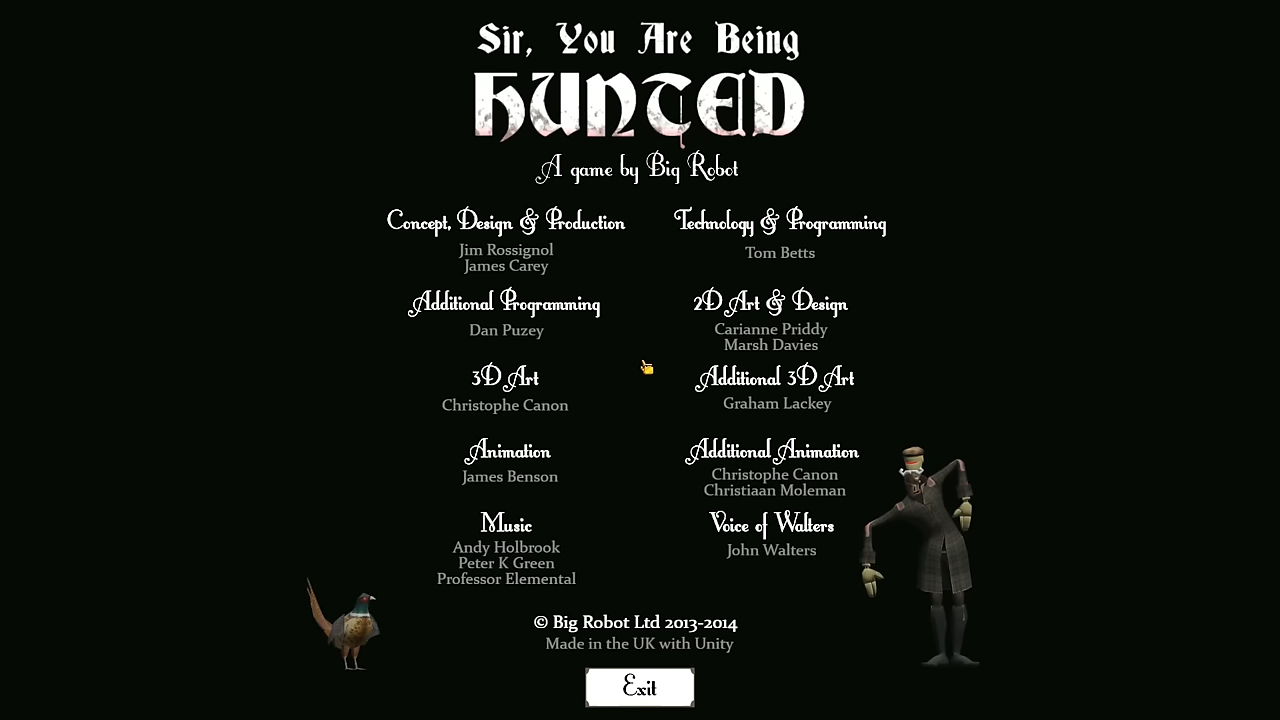 Sir, You Are Being
HUNTED
A game by Big Robot
Concept, Design & Production
Jim Rossignol
James Carey
Technology & Programming
Tom Betts
Additional Programming
Dan Puzey
2D Art & Design
Carianne Priddy
Marsh Davies
3D Art
Christophe Canon
Additional 3D Art
Graham Lackey
Animation
James Benson
Additional Animation
Christophe Canon
Christiaan Moleman
Music
Andy Holbrook
Peter K Green
Professor Elemental
Voice of Walters
John Walters
© Big Robot Ltd 2013-2014
Made in the UK with Unity
Exit